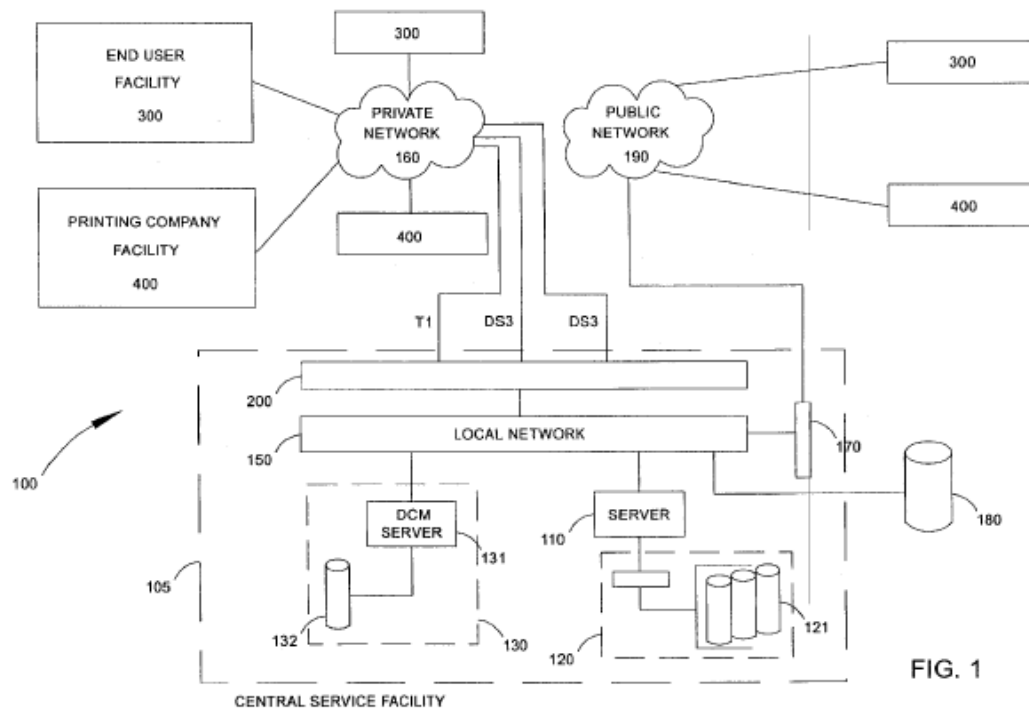 END USER
FACILITY
300
300
PRIVATE
NETWORK
160
PUBLIC
NETWORK
190
300
PRINTING COMPANY
FACILITY
400
400
400
T1
DS3
DS3
200
LOCAL NETWORK
150
170
100
DCM
SERVER
131
SERVER
110
180
105
132
130
120
121
FIG. 1
CENTRAL SERVICE FACILITY